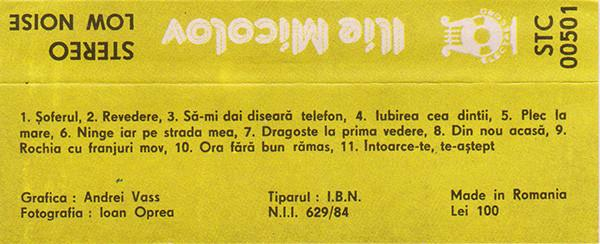 STEREO
LOW NOISE
Ilie Micolov
ELECTRECORD
STC
00501
1. Şoferul, 2. Revedere, 3. Să-mi dai diseară telefon, 4. Iubirea cea dintii, 5. Plec la
mare, 6. Ninge iar pe strada mea, 7. Dragoste la prima vedere, 8. Din nou acasă, 9.
Rochia cu franjuri mov, 10. Ora fără bun rămas, 11. Intoarce-te, te-aştept
Grafica : Andrei Vass
Fotografia : Ioan Oprea
Tiparul : I.B.N.
N.I.I. 629/84
Made in Romania
Lei 100